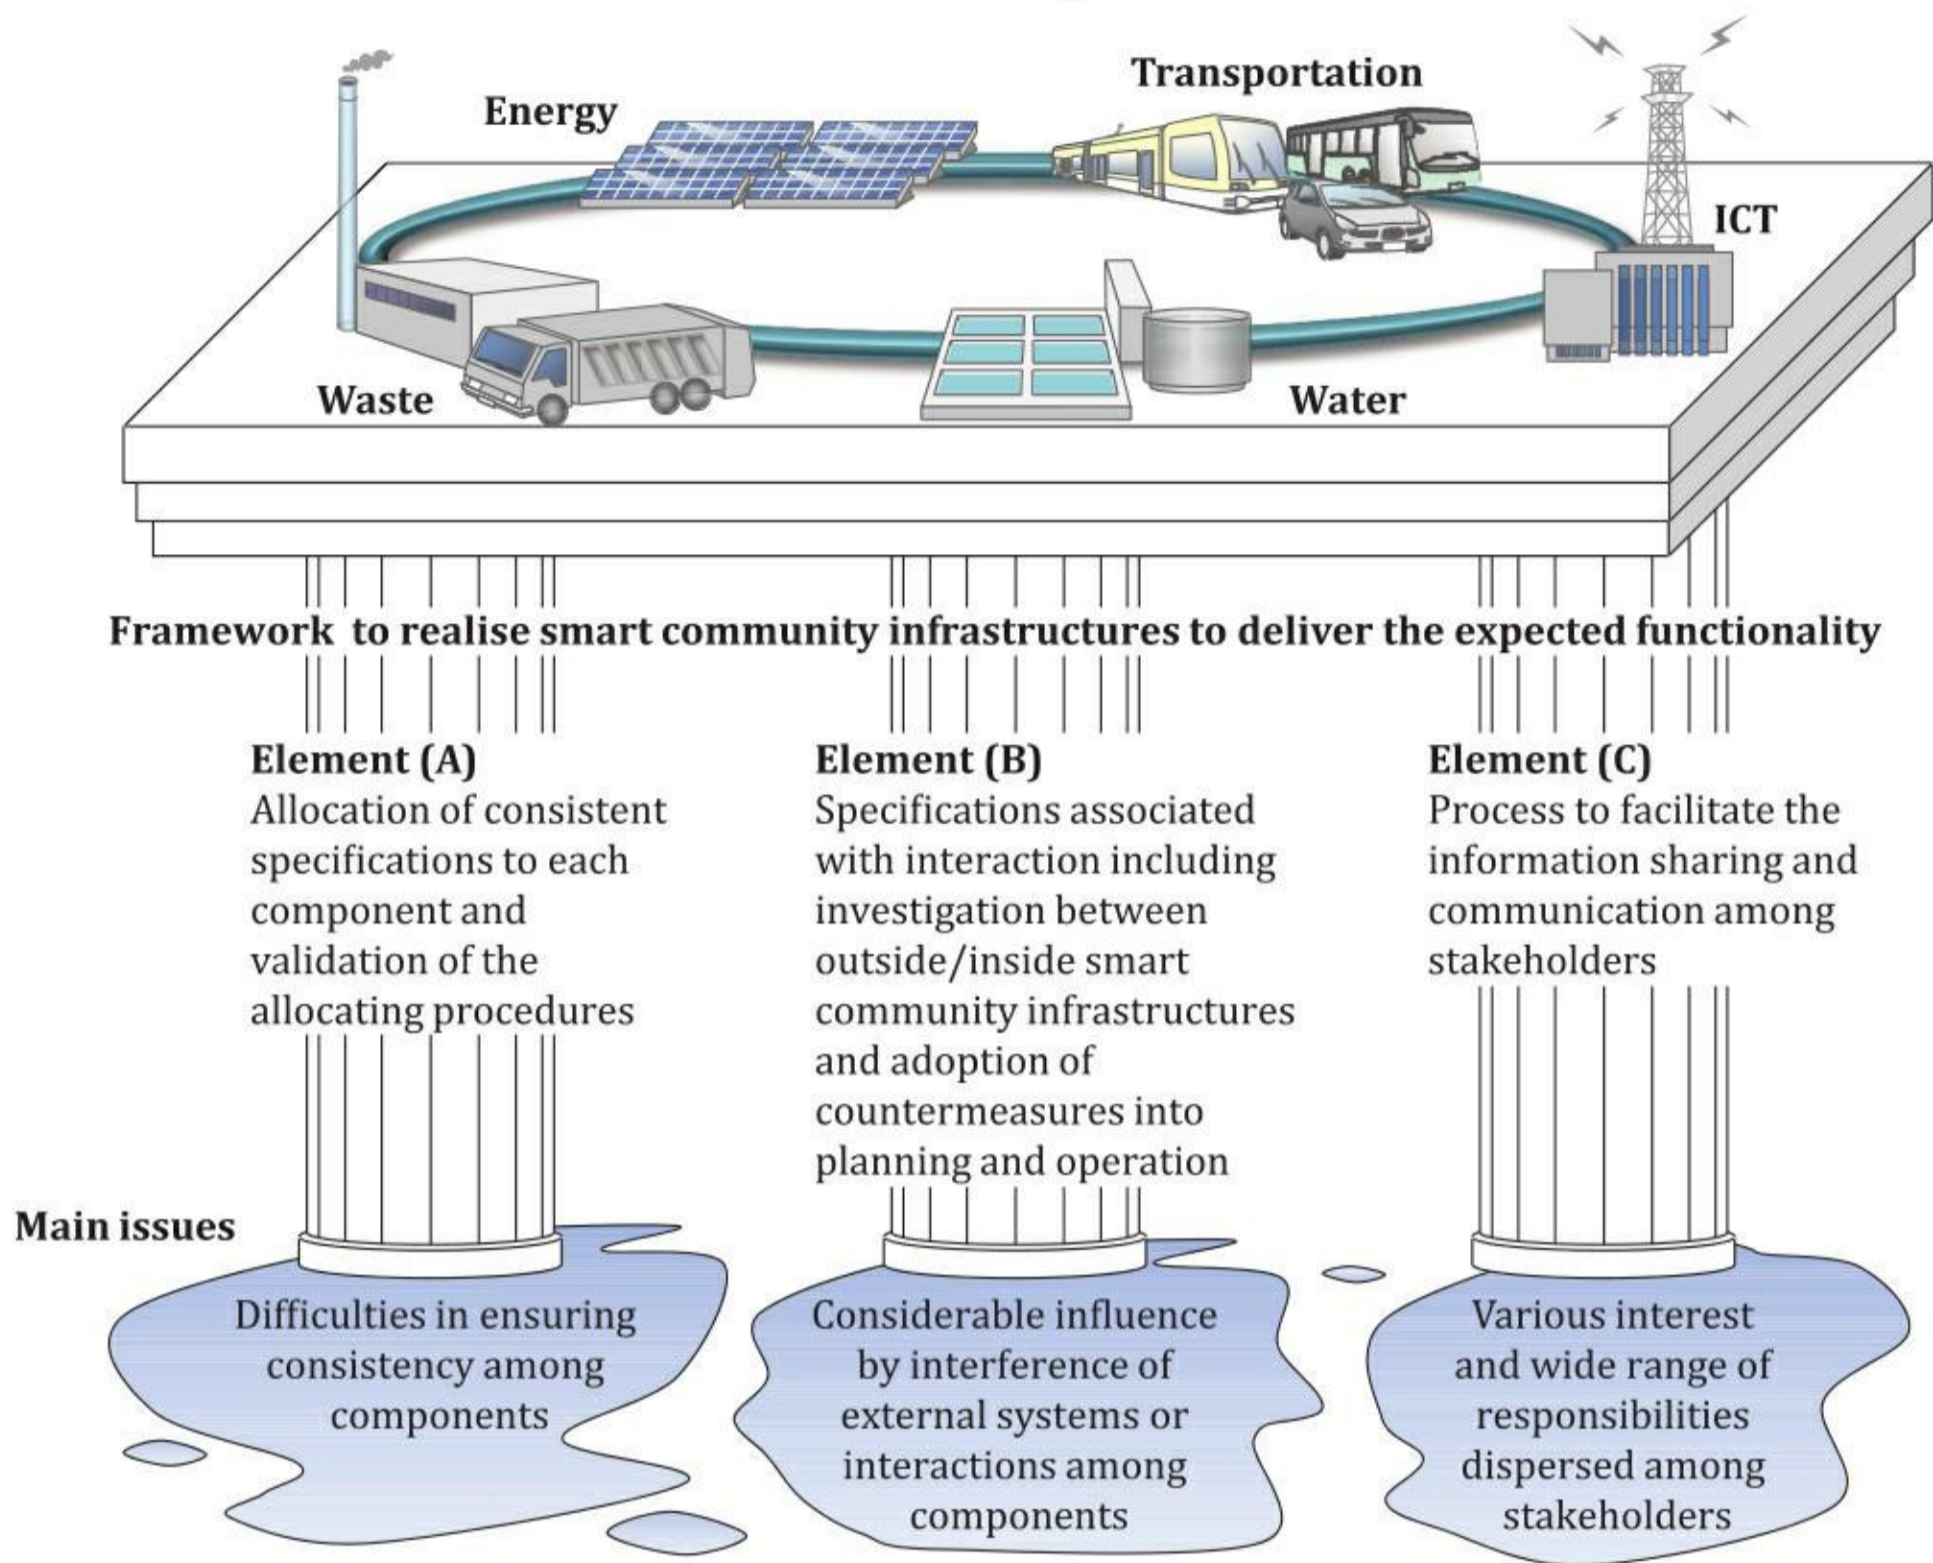 Transportation
Energy
ICT
Waste
Water
Framework to realise smart community infrastructures to deliver the expected functionality
Element (A)
Allocation of consistent
specifications to each
component and
validation of the
allocating procedures
Element (B)
Specifications associated
with interaction including
investigation between
outside/inside smart
community infrastructures
and adoption of
countermeasures into
planning and operation
Element (C)
Process to facilitate the
information sharing and
communication among
stakeholders
Main issues
Difficulties in ensuring
consistency among
components
Considerable influence
by interference of
external systems or
interactions among
components
Various interest
and wide range of
responsibilities
dispersed among
stakeholders